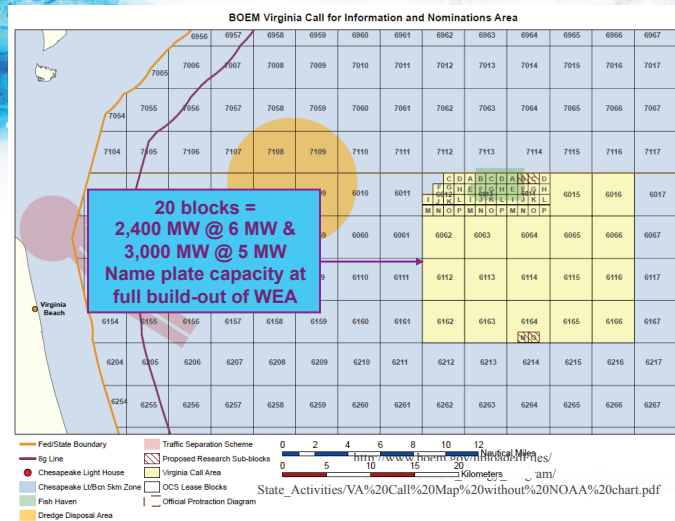 BOEM Virginia Call for Information and Nominations Area
6956 6957 6958 6959 6960 6961 6962 6963 6964 6965 6966 6967
7005 7006 7007 7008 7009 7010 7011 7012 7013 7014 7015 7016 7017
7054 7055 7056 7057 7058 7059 7060 7061 7062 7063 7064 7065 7066 7067
7104 7105 7106 7107 7108 7109 7110 7111 7112 7113 7114 7115 7116 7117
C D A B C D A B C D
F G H E F G H E F G H
6010 6011 6012 6015 6016 6017
I J K L I J K L I J K L
M N O P M N O P M N O P
20 blocks =
2,400 MW @ 6 MW &
3,000 MW @ 5 MW
Name plate capacity at
full build-out of WEA
6060 6061 6062 6063 6064 6065 6066 6067
6110 6111 6112 6113 6114 6115 6116 6117
Virginia
Beach
6154 6155 6156 6157 6158 6159 6160 6161 6162 6163 6164 6165 6166 6167
N O
6204 6205 6206 6207 6208 6209 6210 6211 6212 6213 6214 6215 6216 6217
6254 6255 6256 6257 6258 6259 6260 6261 6262 6263 6264 6265 6266 6267
Fed/State Boundary
8g Line
Chesapeake Light House
Chesapeake Lt/Bcn 5km Zone
Fish Haven
Dredge Disposal Area
Traffic Separation Scheme
Proposed Research Sub-blocks
Virginia Call Area
OCS Lease Blocks
Official Protraction Diagram
0 2 4 6 8 10 12
Nautical Miles
0 5 10 15 20
Kilometers
http://www.boem.gov/uploadedFiles/
State_Activities/VA%20Call%20Map%20without%20NOAA%20chart.pdf